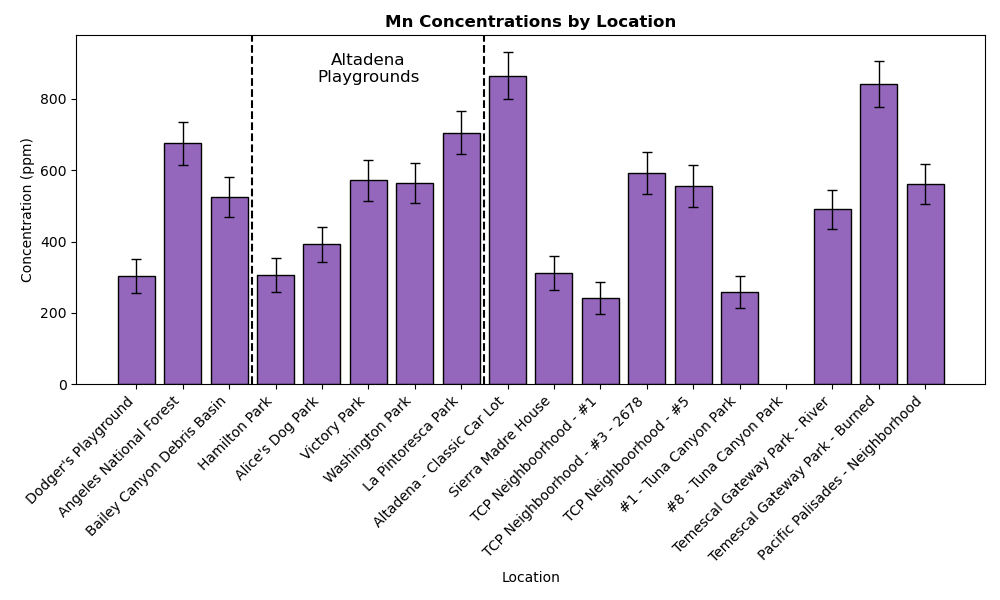 Mn Concentrations by Location
Altadena
Playgrounds
Concentration (ppm)
800
600
400
200
0
Dodger's Playground
Angeles National Forest
Bailey Canyon Debris Basin
Hamilton Park
Alice's Dog Park
Victory Park
Washington Park
La Pintoresca Park
Altadena - Classic Car Lot
Sierra Madre House
TCP Neighboorhood - #1
TCP Neighboorhood - #3 - 2678
TCP Neighboorhood - #5
#1 - Tuna Canyon Park
#8 - Tuna Canyon Park
Temescal Gateway Park - River
Temescal Gateway Park - Burned
Pacific Palisades - Neighborhood
Location